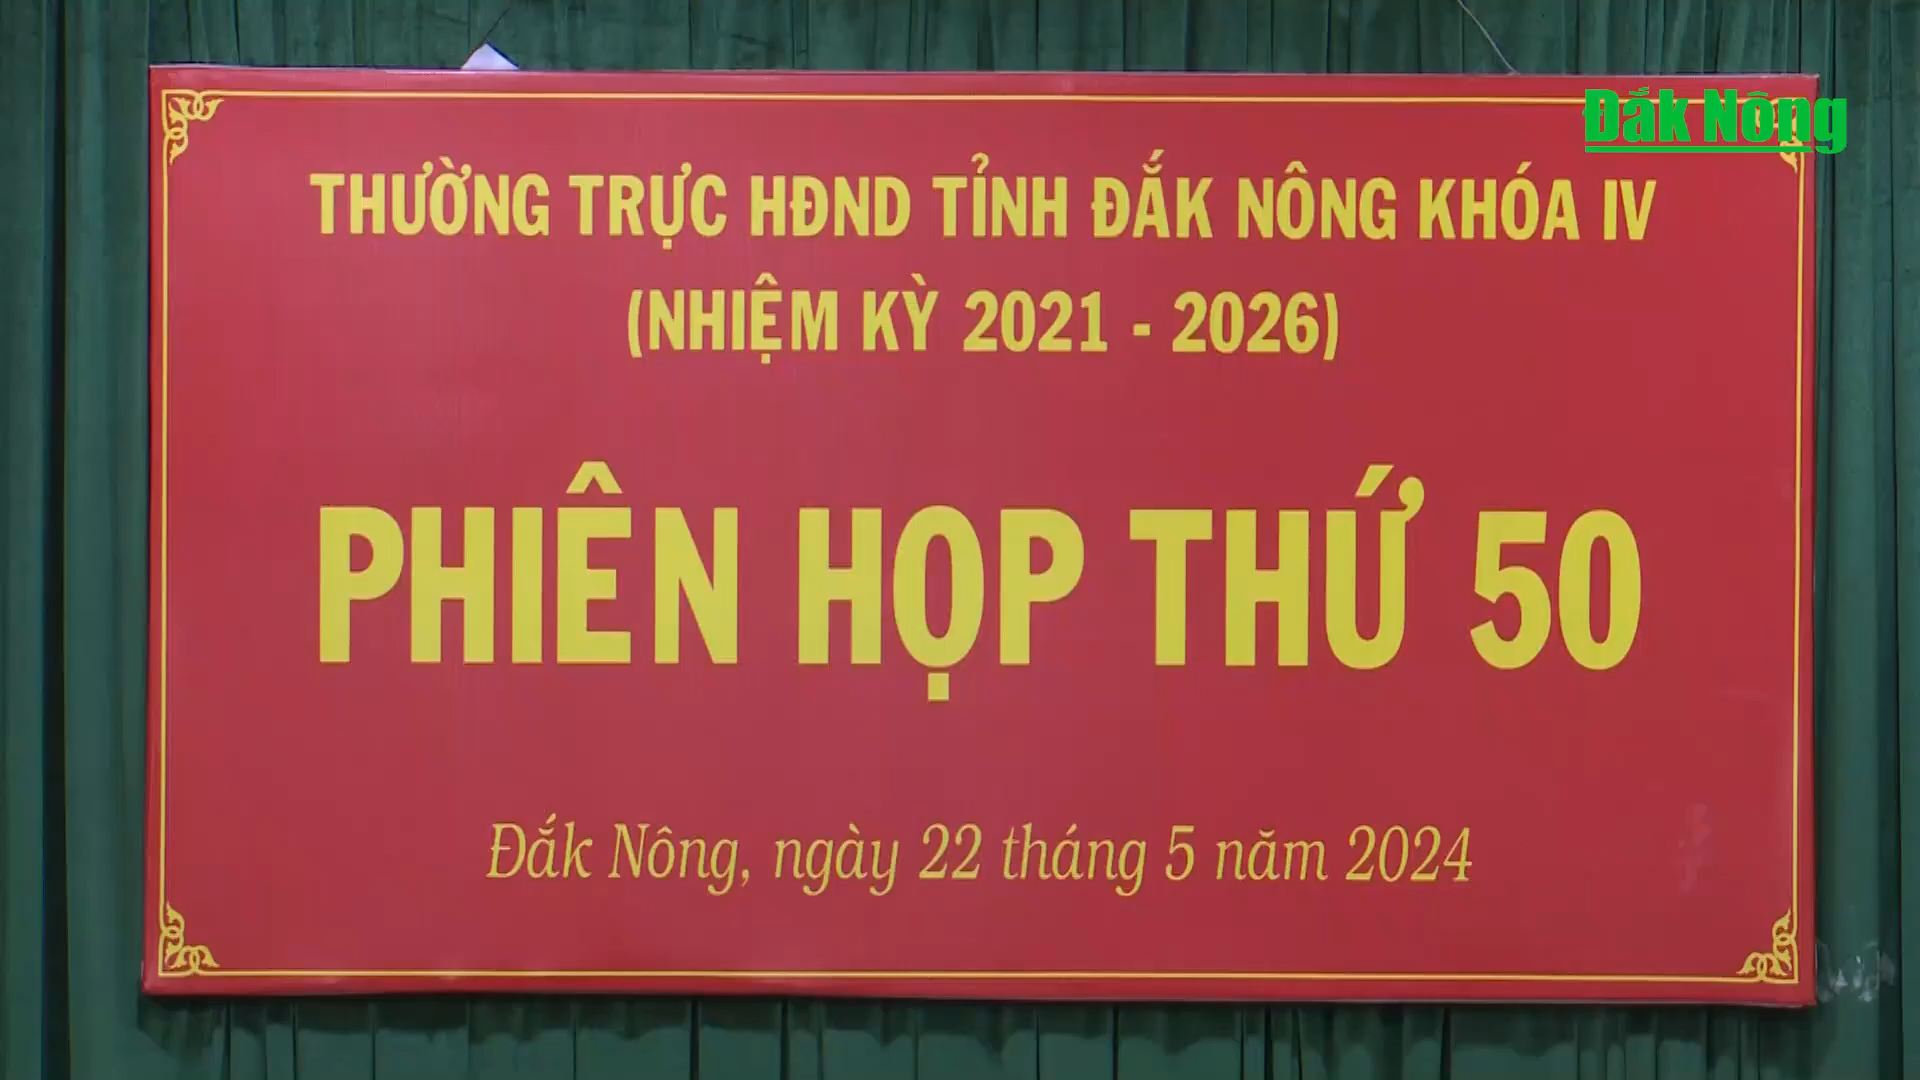 Đắk Nông
THƯỜNG TRỰC HĐND TỈNH ĐẮK NÔNG KHÓA IV
(NHIỆM KỲ 2021 - 2026)
PHIÊN HỌP THỨ 50
Đắk Nông, ngày 22 tháng 5 năm 2024